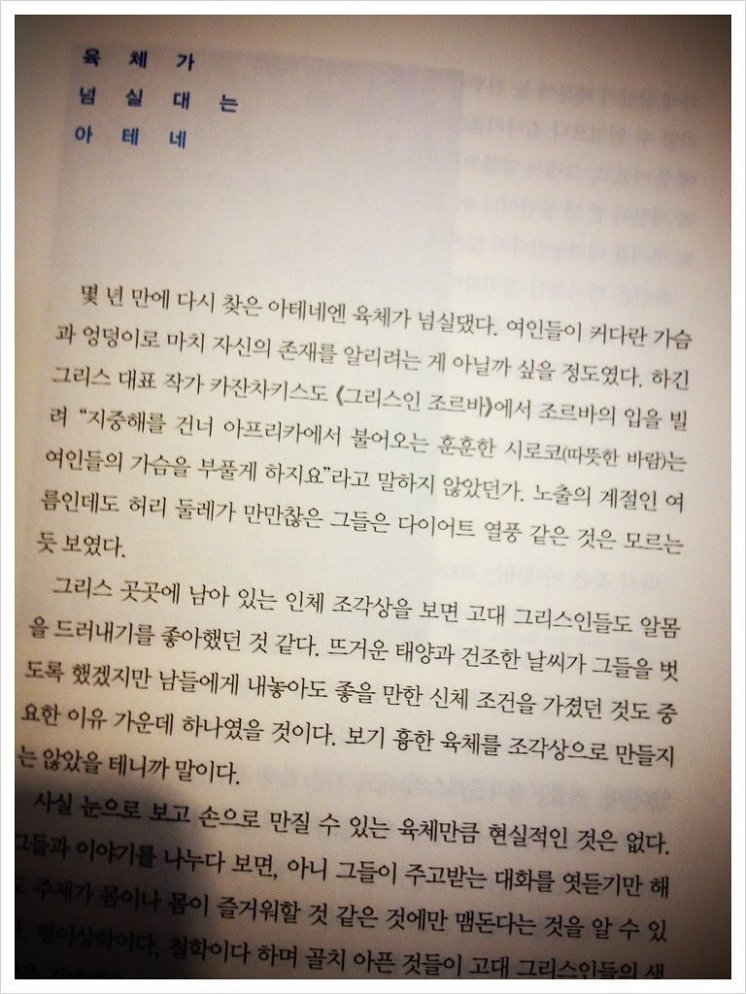 육체가
넘실대는
아테네
몇 년 만에 다시 찾은 아테네엔 육체가 넘실댔다. 여인들이 커다란 가슴
과 엉덩이로 마치 자신의 존재를 알리려는 게 아닐까 싶을 정도였다. 하긴
그리스 대표 작가 카잔차키스도 《그리스인 조르바》에서 조르바의 입을 빌
려 “지중해를 건너 아프리카에서 불어오는 훈훈한 시로코(따뜻한 바람)는
여인들의 가슴을 부풀게 하지요”라고 말하지 않았던가. 노출의 계절인 여
름인데도 허리 둘레가 만만찮은 그들은 다이어트 열풍 같은 것은 모르는
듯 보였다.
그리스 곳곳에 남아 있는 인체 조각상을 보면 고대 그리스인들도 알몸
을 드러내기를 좋아했던 것 같다. 뜨거운 태양과 건조한 날씨가 그들을 벗
도록 했겠지만 남들에게 내놓아도 좋을 만한 신체 조건을 가졌던 것도 중
요한 이유 가운데 하나였을 것이다. 보기 흉한 육체를 조각상으로 만들지
는 않았을 테니까 말이다.
사실 눈으로 보고 손으로 만질 수 있는 육체만큼 현실적인 것은 없다.
그들과 이야기를 나누다 보면, 아니 그들이 주고받는 대화를 엿듣기만 해
도 주제가 몸이나 몸이 즐거워할 것 같은 것에만 맴돈다는 것을 알 수 있
다. 형이상학이다, 철학이다 하며 골치 아픈 것들이 고대 그리스인들의 생